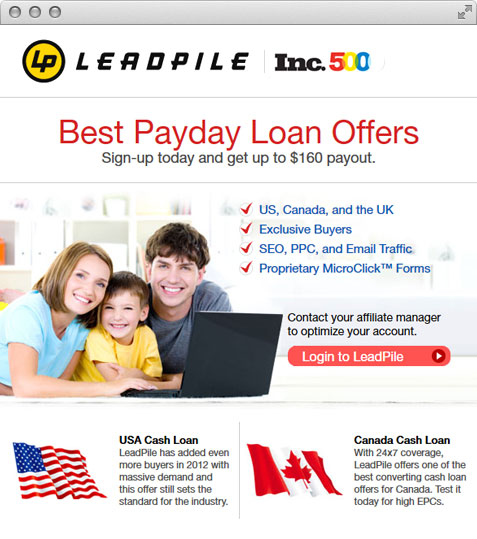 LP LEADPILE Inc. 500
Best Payday Loan Offers
Sign-up today and get up to $160 payout.
US, Canada, and the UK
Exclusive Buyers
SEO, PPC, and Email Traffic
Proprietary MicroClick™ Forms
Contact your affiliate manager
to optimize your account.
Login to LeadPile
USA Cash Loan
LeadPile has added even
more buyers in 2012 with
massive demand and
this offer still sets the
standard for the industry.
Canada Cash Loan
With 24x7 coverage,
LeadPile offers one of the
best converting cash loan
offers for Canada. Test it
today for high EPCs.